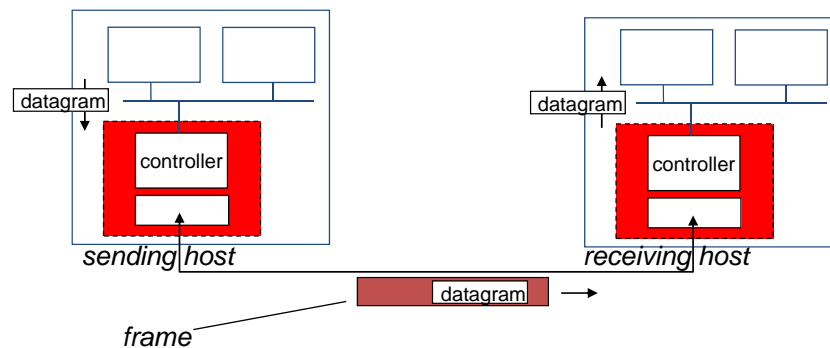 datagram
datagram
controller
controller
sending host
receiving host
datagram
frame